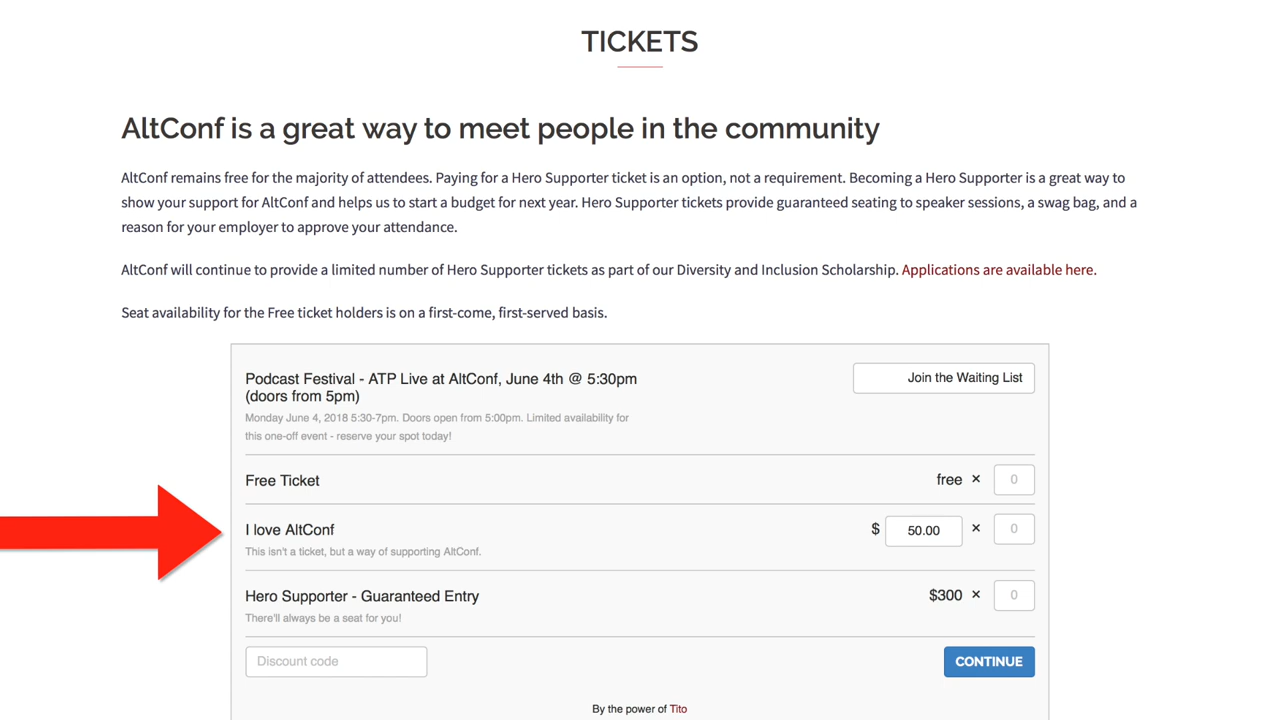 TICKETS
AltConf is a great way to meet people in the community
AltConf remains free for the majority of attendees. Paying for a Hero Supporter ticket is an option, not a requirement. Becoming a Hero Supporter is a great way to
show your support for AltConf and helps us to start a budget for next year. Hero Supporter tickets provide guaranteed seating to speaker sessions, a swag bag, and a
reason for your employer to approve your attendance.
AltConf will continue to provide a limited number of Hero Supporter tickets as part of our Diversity and Inclusion Scholarship. Applications are available here.
Seat availability for the Free ticket holders is on a first-come, first-served basis.
Podcast Festival - ATP Live at AltConf, June 4th @ 5:30pm
(doors from 5pm)
Join the Waiting List
Monday June 4, 2018 5:30-7pm. Doors open from 5:00pm. Limited availability for
this one-off event - reserve your spot today!
Free Ticket free × 0
I love AltConf $ 50.00 × 0
This isn't a ticket, but a way of supporting AltConf.
Hero Supporter - Guaranteed Entry $300 × 0
There'll always be a seat for you!
Discount code CONTINUE
By the power of Tito